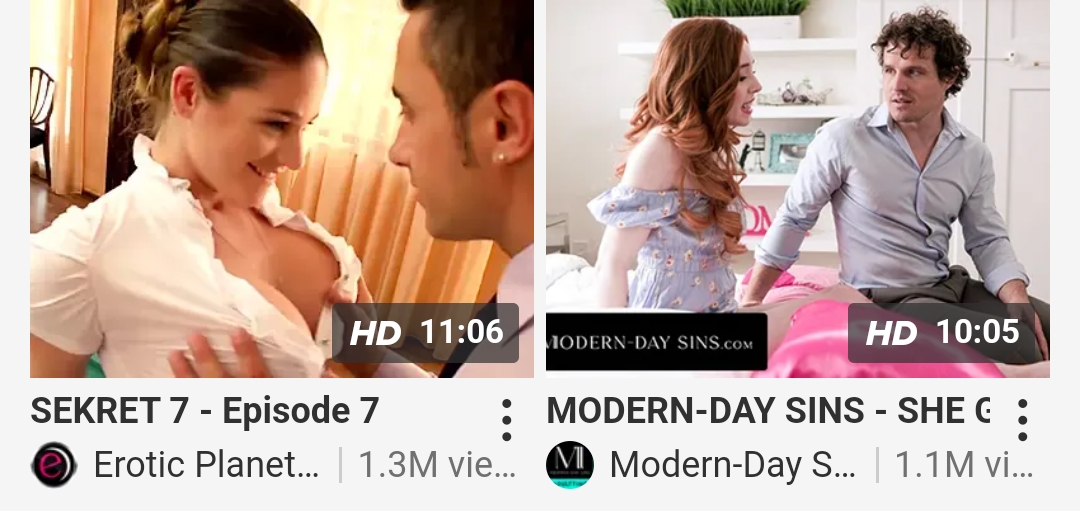 HD 11:06
MODERN-DAY SINS.COM
HD 10:05
SEKRET 7 - Episode 7
MODERN-DAY SINS - SHE G
Erotic Planet... | 1.3M vie...
Modern-Day S... | 1.1M vi...